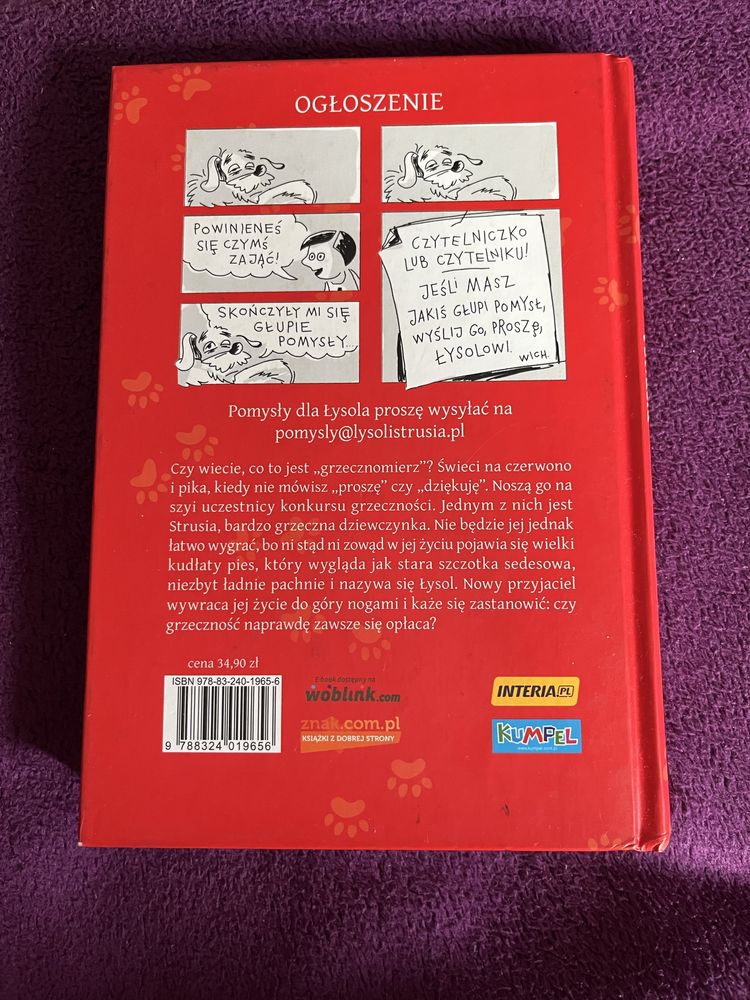 OGŁOSZENIE
POWINIENEŚ
SIĘ CZYMŚ
ZAJĄĆ!
SKOŃCZYŁY MI SIĘ
GŁUPIE
POMYSŁY...
CZYTELNICZKO
LUB CZYTELNIKU!
JEŚLI MASZ
JAKIŚ GŁUPI POMYSŁ,
WYŚLIJ GO, PROSZĘ,
ŁYSOLOWI.
WICH.
Pomysły dla Łysola proszę wysyłać na
pomysly@lysolistrusia.pl
Czy wiecie, co to jest „grzecznomierz”? Świeci na czerwono
i pika, kiedy nie mówisz „proszę” czy „dziękuję”. Noszą go na
szyi uczestnicy konkursu grzeczności. Jednym z nich jest
Strusia, bardzo grzeczna dziewczynka. Nie będzie jej jednak
łatwo wygrać, bo ni stąd ni zowąd w jej życiu pojawia się wielki
kudłaty pies, który wygląda jak stara szczotka sedesowa,
niezbyt ładnie pachnie i nazywa się Łysol. Nowy przyjaciel
wywraca jej życie do góry nogami i każe się zastanowić: czy
grzeczność naprawdę zawsze się opłaca?
cena 34,90 zł
ISBN 978-83-240-1965-6
9 788324 019656
E-book dostępny na
woblink.com
znak.com.pl
KSIĄŻKI Z DOBREJ STRONY
INTERIA.PL
KUMPEL
www.kumpel.com.pl